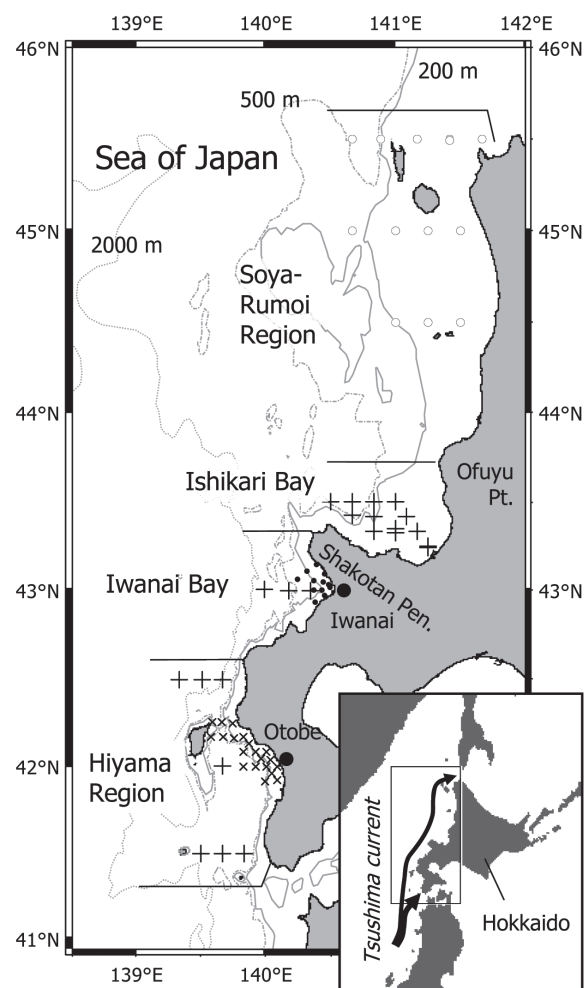 139°E 140°E 141°E 142°E
46°N 46°N
200 m
500 m
Sea of Japan
45°N 45°N
2000 m
Soya-
Rumoi
Region
44°N 44°N
Ishikari Bay
Ofuyu
Pt.
Shakotan Pen.
Iwanai Bay
43°N 43°N
Iwanai
Otobe
Hiyama
Region
42°N 42°N
Tsushima current
Hokkaido
41°N
139°E 140°E